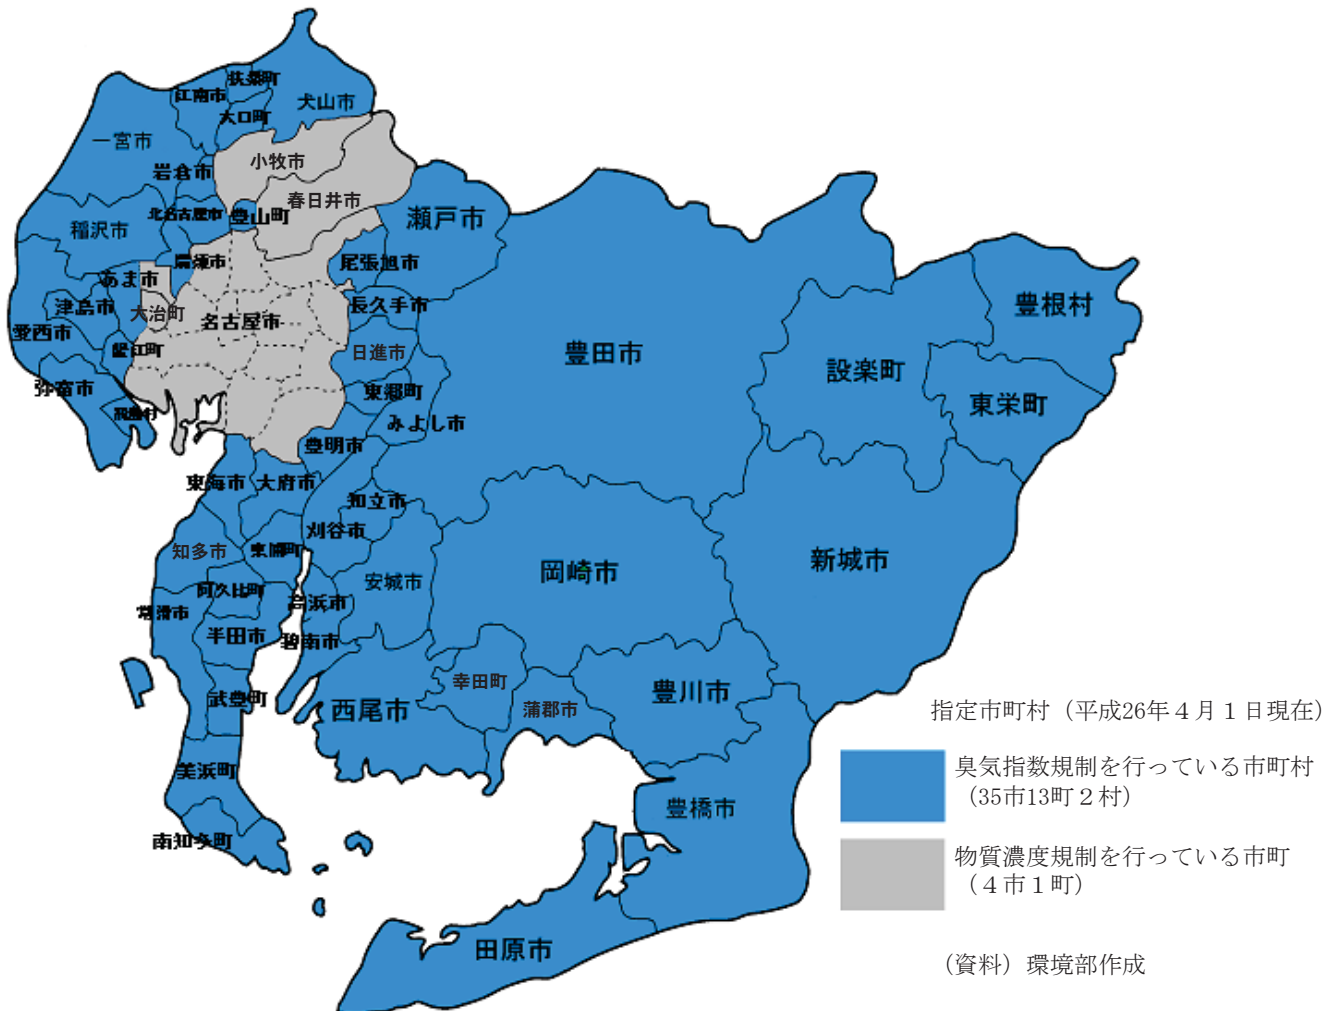 扶桑町
江南市
犬山市
大口町
一宮市
小牧市
岩倉市
春日井市
北名古屋市
豊山町
瀬戸市
稲沢市
清須市
尾張旭市
あま市
津島市
大治町
長久手市
豊根村
愛西市
名古屋市
蟹江町
日進市
豊田市
設楽町
弥富市
東郷町
東栄町
飛島村
みよし市
豊明市
東海市
大府市
知立市
刈谷市
知多市
東浦町
岡崎市
新城市
阿久比町
安城市
常滑市
高浜市
半田市
碧南市
幸田町
武豊町
西尾市
蒲郡市
豊川市
指定市町村（平成26年４月１日現在）
美浜町
臭気指数規制を行っている市町村
（35市13町２村）
豊橋市
南知多町
物質濃度規制を行っている市町
（４市１町）
田原市
（資料）環境部作成